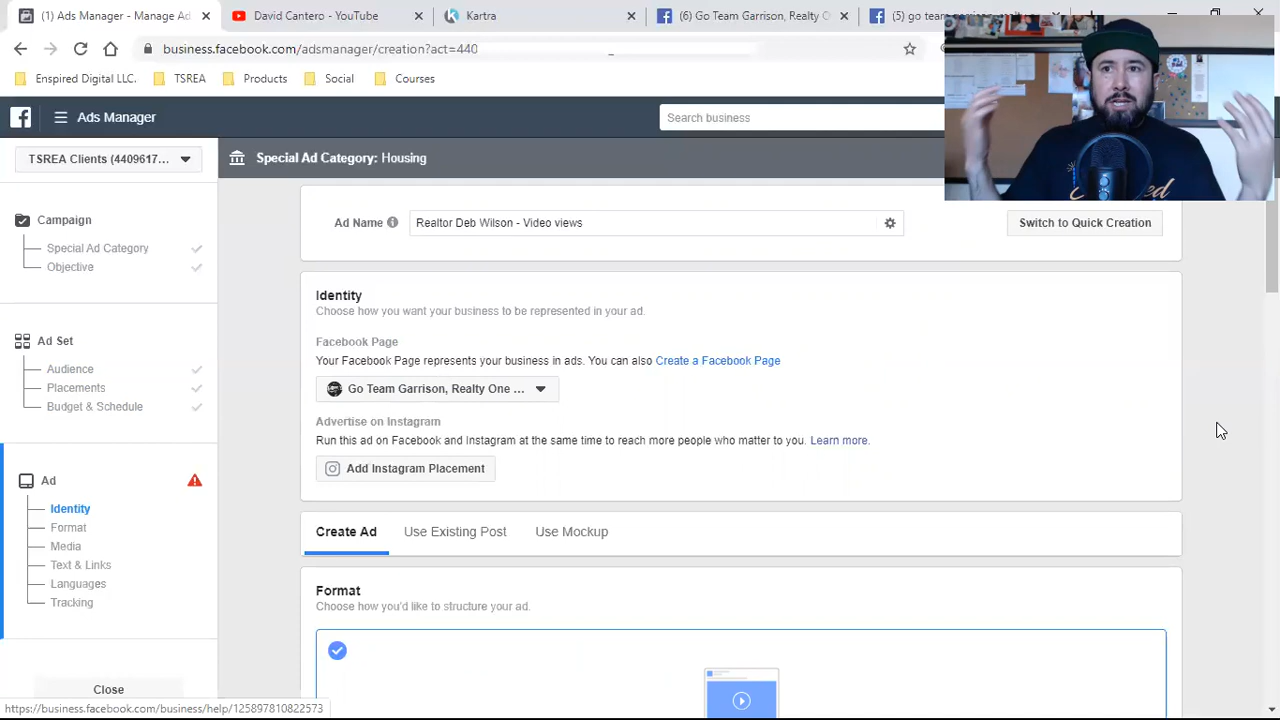 (1) Ads Manager - Manage Ad
David Cantero - YouTube
Kartra
(6) Go Team Garrison, Realty O
(5) go team garrison
business.facebook.com/adsmanager/creation?act=440
Enspired Digital LLC.
TSREA
Products
Social
Ads Manager
Search business
TSREA Clients (4409617...
Special Ad Category: Housing
Campaign
Special Ad Category
Objective
Ad Set
Audience
Placements
Budget & Schedule
Ad
Identity
Format
Media
Text & Links
Languages
Tracking
Close
Ad Name
Realtor Deb Wilson - Video views
Switch to Quick Creation
Identity
Choose how you want your business to be represented in your ad.
Facebook Page
Your Facebook Page represents your business in ads. You can also Create a Facebook Page
Go Team Garrison, Realty One ...
Advertise on Instagram
Run this ad on Facebook and Instagram at the same time to reach more people who matter to you. Learn more.
Add Instagram Placement
Create Ad
Use Existing Post
Use Mockup
Format
Choose how you'd like to structure your ad.
https://business.facebook.com/business/help/125897810822573